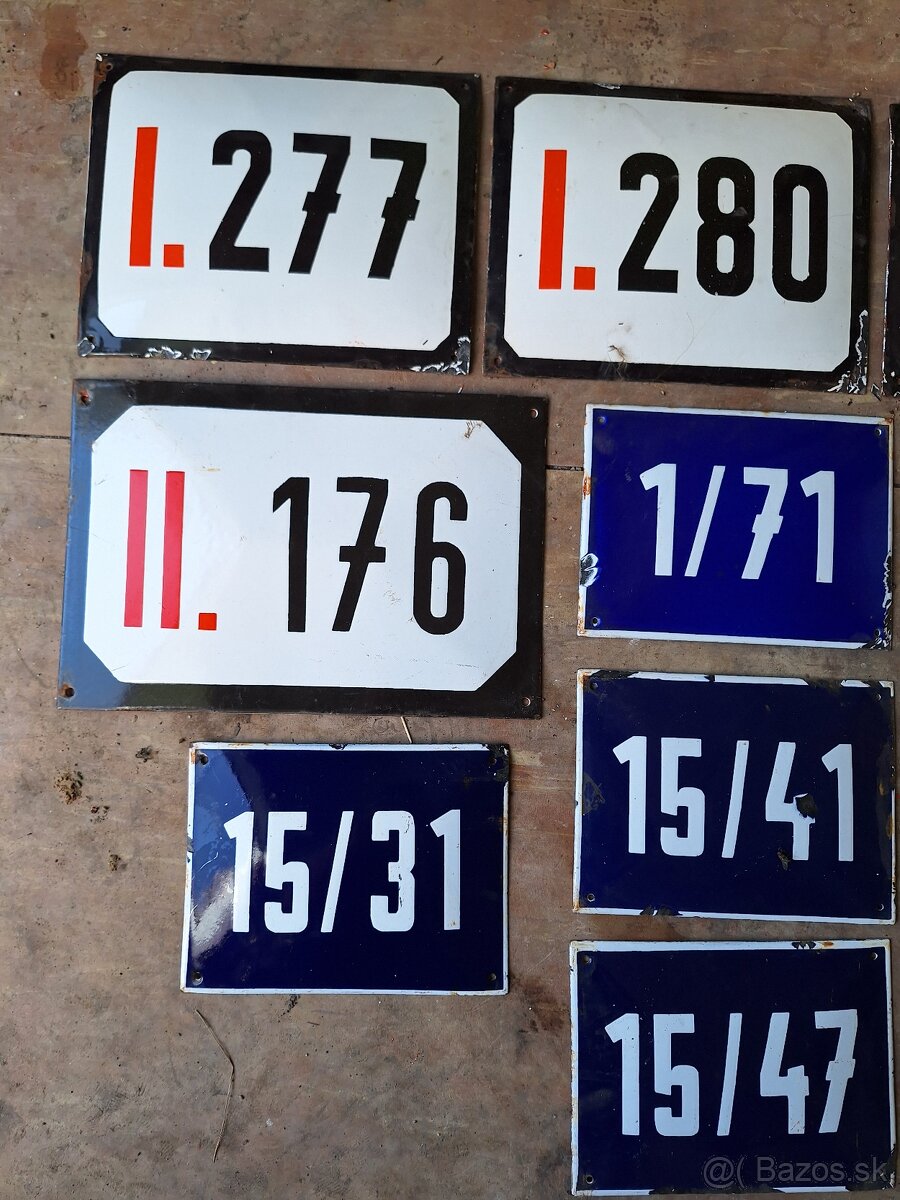 I. 277
I. 280
II. 176
1/71
15/31
15/41
15/47
@( Bazos.sk